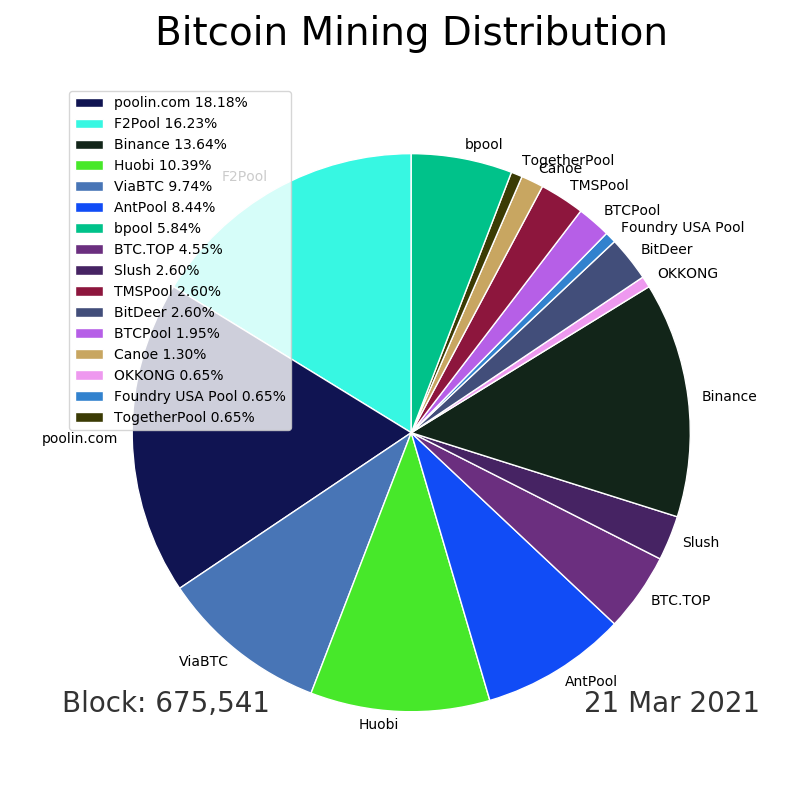 Bitcoin Mining Distribution
poolin.com 18.18%
F2Pool 16.23%
Binance 13.64%
Huobi 10.39%
ViaBTC 9.74%
AntPool 8.44%
bpool 5.84%
BTC.TOP 4.55%
Slush 2.60%
TMSPool 2.60%
BitDeer 2.60%
BTCPool 1.95%
Canoe 1.30%
OKKONG 0.65%
Foundry USA Pool 0.65%
TogetherPool 0.65%
F2Pool
bpool
TogetherPool
Canoe
TMSPool
BTCPool
Foundry USA Pool
BitDeer
OKKONG
Binance
Slush
BTC.TOP
AntPool
Huobi
ViaBTC
poolin.com
Block: 675,541
21 Mar 2021